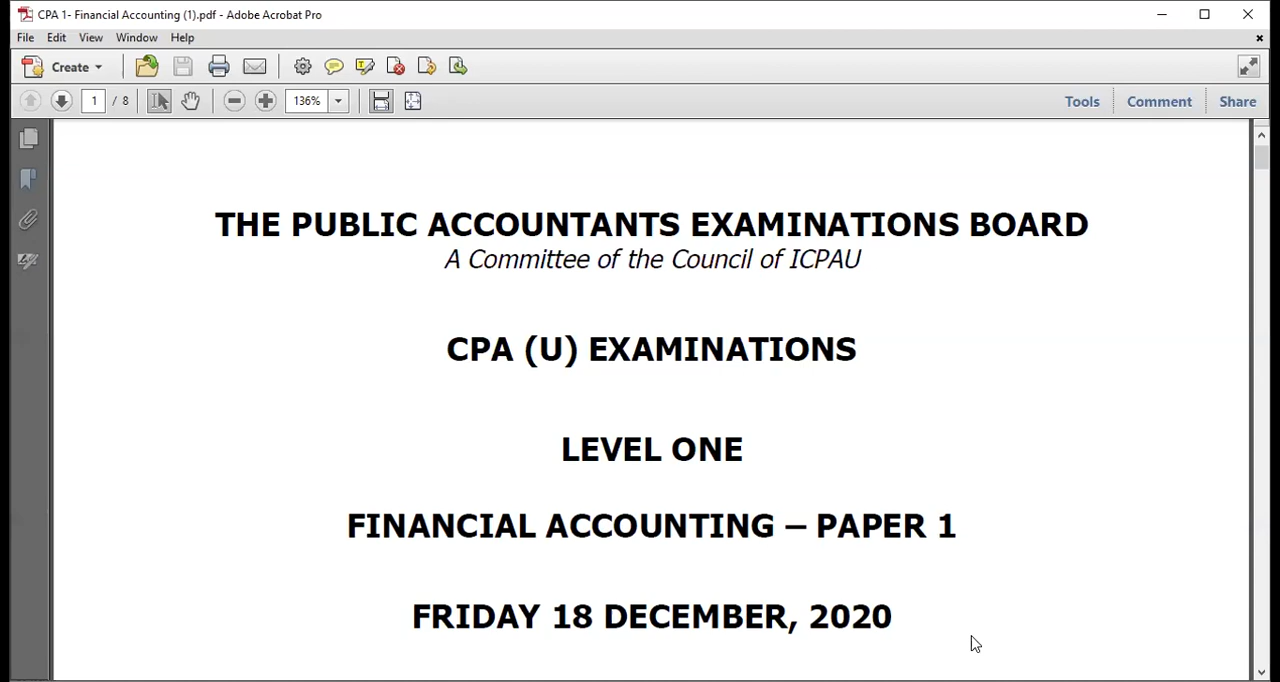 CPA 1- Financial Accounting (1).pdf - Adobe Acrobat Pro
File Edit View Window Help
Create
1 / 8 136% Tools Comment Share
THE PUBLIC ACCOUNTANTS EXAMINATIONS BOARD
A Committee of the Council of ICPAU
CPA (U) EXAMINATIONS
LEVEL ONE
FINANCIAL ACCOUNTING – PAPER 1
FRIDAY 18 DECEMBER, 2020